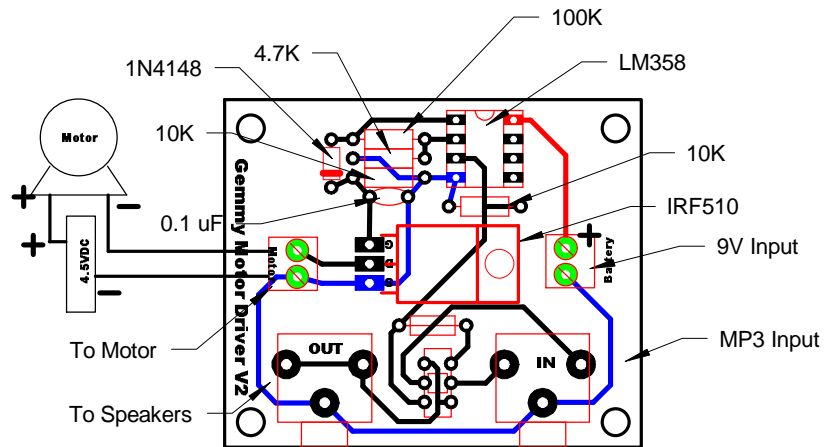 100K
4.7K
1N4148
LM358
Motor
10K
10K
+
-
0.1 uF
IRF510
+
4.5VDC
-
Motor
G
D
S
+
Battery
9V Input
Gemmy Motor Driver V2
To Motor
OUT
IN
MP3 Input
To Speakers